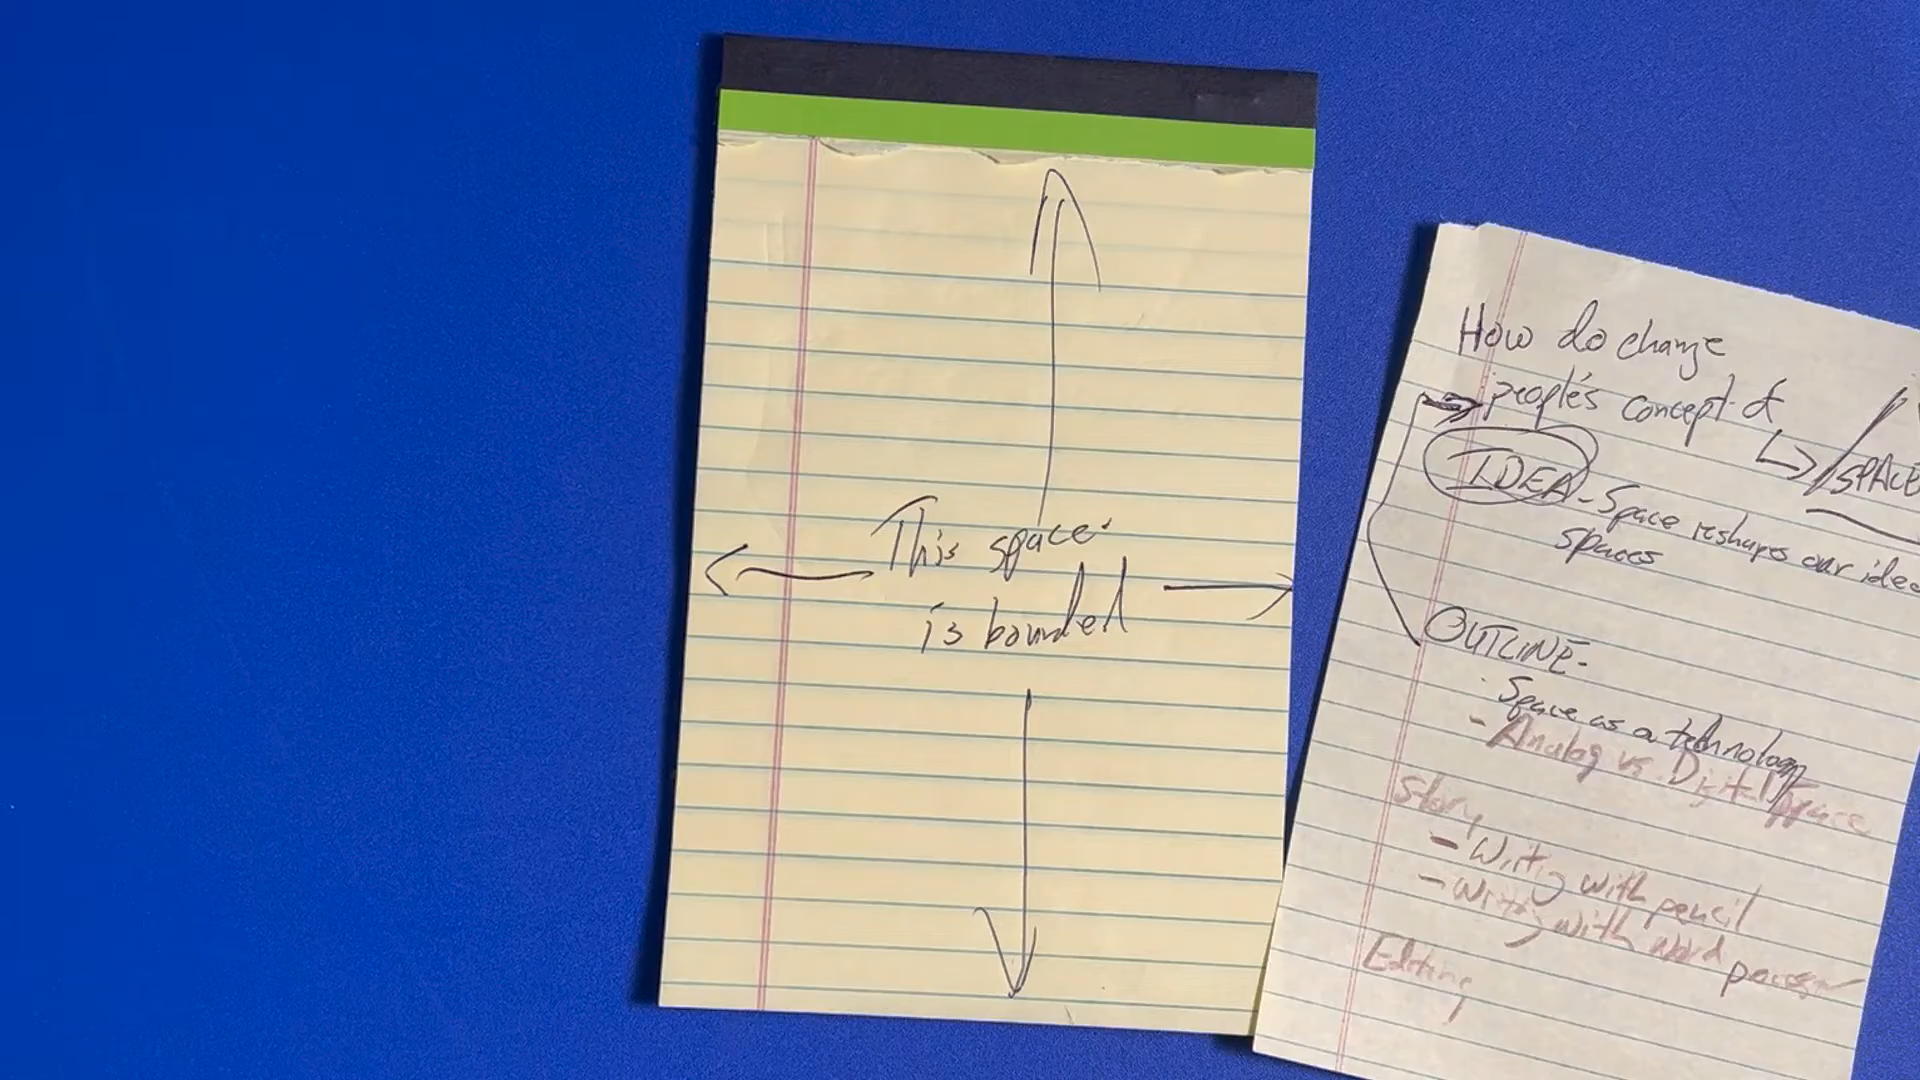 This space
is bounded
How do change
people's concept of
SPACE
IDEA - Space reshapes our idea
spaces
OUTLINE -
Space as a technology
- Analog vs. Digital space
Story
- Writing with pencil
- Writing with word processor
Editing